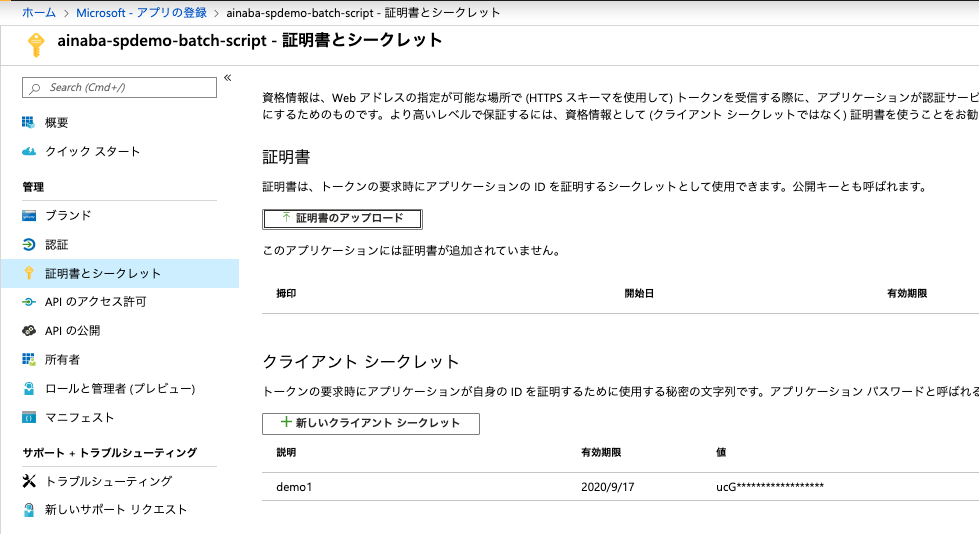 ホーム > Microsoft - アプリの登録 > ainaba-spdemo-batch-script - 証明書とシークレット
ainaba-spdemo-batch-script - 証明書とシークレット
Search (Cmd+/)
«
概要
クイック スタート
管理
ブランド
認証
証明書とシークレット
API のアクセス許可
API の公開
所有者
ロールと管理者 (プレビュー)
マニフェスト
サポート + トラブルシューティング
トラブルシューティング
新しいサポート リクエスト
資格情報は、Web アドレスの指定が可能な場所で (HTTPS スキーマを使用して) トークンを受信する際に、アプリケーションが認証サービ
にするためのものです。より高いレベルで保証するには、資格情報として (クライアント シークレットではなく) 証明書を使うことをお勧
証明書
証明書は、トークンの要求時にアプリケーションの ID を証明するシークレットとして使用できます。公開キーとも呼ばれます。
証明書のアップロード
このアプリケーションには証明書が追加されていません。
拇印 開始日 有効期限
クライアント シークレット
トークンの要求時にアプリケーションが自身の ID を証明するために使用する秘密の文字列です。アプリケーション パスワードと呼ばれる
新しいクライアント シークレット
説明 有効期限 値
demo1 2020/9/17 ucG******************